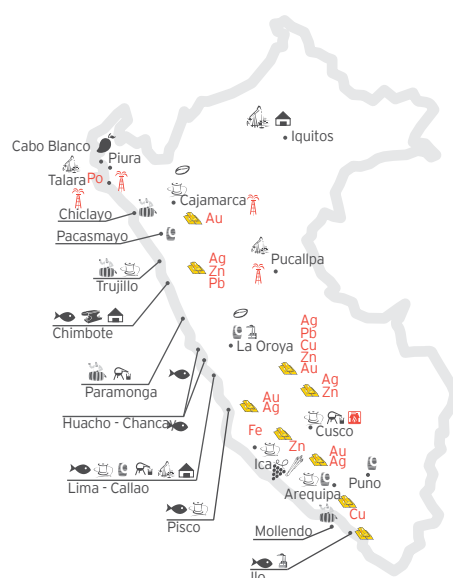 Iquitos
Cabo Blanco
Piura
Talara
Po
Cajamarca
Chiclayo
Au
Pacasmayo
Ag
Zn
Pb
Pucallpa
Trujillo
Chimbote
Ag
Pb
Cu
Zn
Au
La Oroya
Ag
Zn
Paramonga
Au
Ag
Huacho - Chancay
Fe
Zn
Cusco
Ica
Au
Ag
Lima - Callao
Puno
Arequipa
Pisco
Cu
Mollendo
Ilo